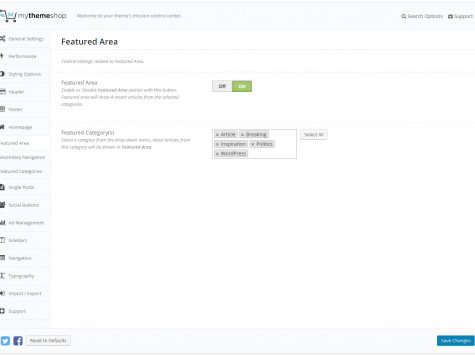 mythemeshop
Welcome to your theme's mission control center.
Search Options
Support
General Settings
Performance
Styling Options
Header
Footer
Homepage
Featured Area
Secondary Navigation
Featured Categories
Single Posts
Social Buttons
Ad Management
Sidebars
Navigation
Typography
Import / Export
Support
Featured Area
Control settings related to Featured Area.
Featured Area
Enable or Disable Featured Area section with this button.
Featured area will show 4 recent articles from the selected
categories.
Off
On
Featured Category(s)
Select a category from the drop-down menu, latest articles
from this category will be shown in Featured Area.
× Article × Breaking
× Inspiration × Politics
× WordPress
Select All
Reset to Defaults
Save Changes